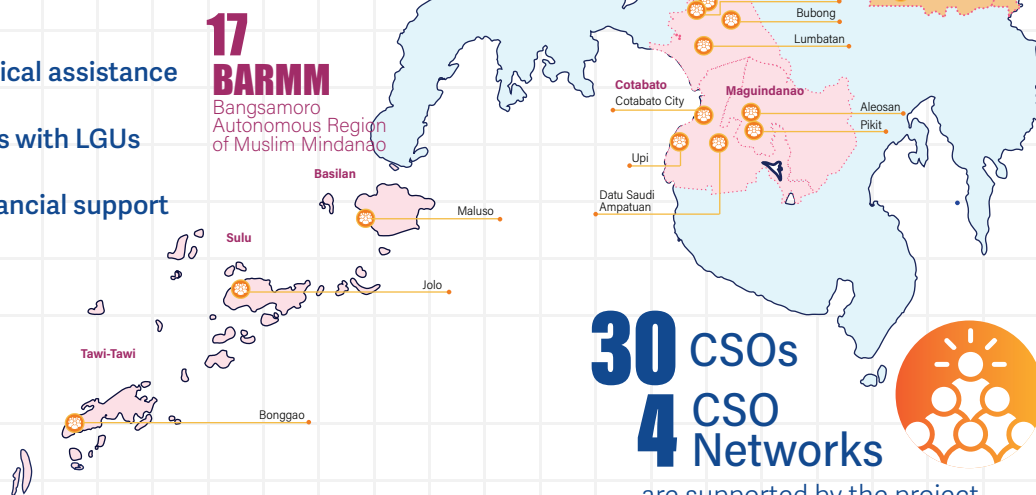 17
BARMM
Bangsamoro
Autonomous Region
of Muslim Mindanao
ical assistance
s with LGUs
ancial support
Bubong
Lumbatan
Cotabato
Cotabato City
Maguindanao
Aleosan
Pikit
Upi
Datu Saudi
Ampatuan
Basilan
Maluso
Sulu
Jolo
Tawi-Tawi
Bonggao
30 CSOs
4 CSO
Networks
are supported by the project